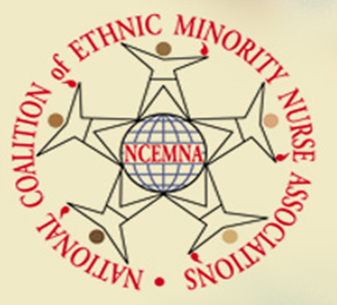 NATIONAL COALITION of ETHNIC MINORITY NURSE ASSOCIATIONS •
NCEMNA